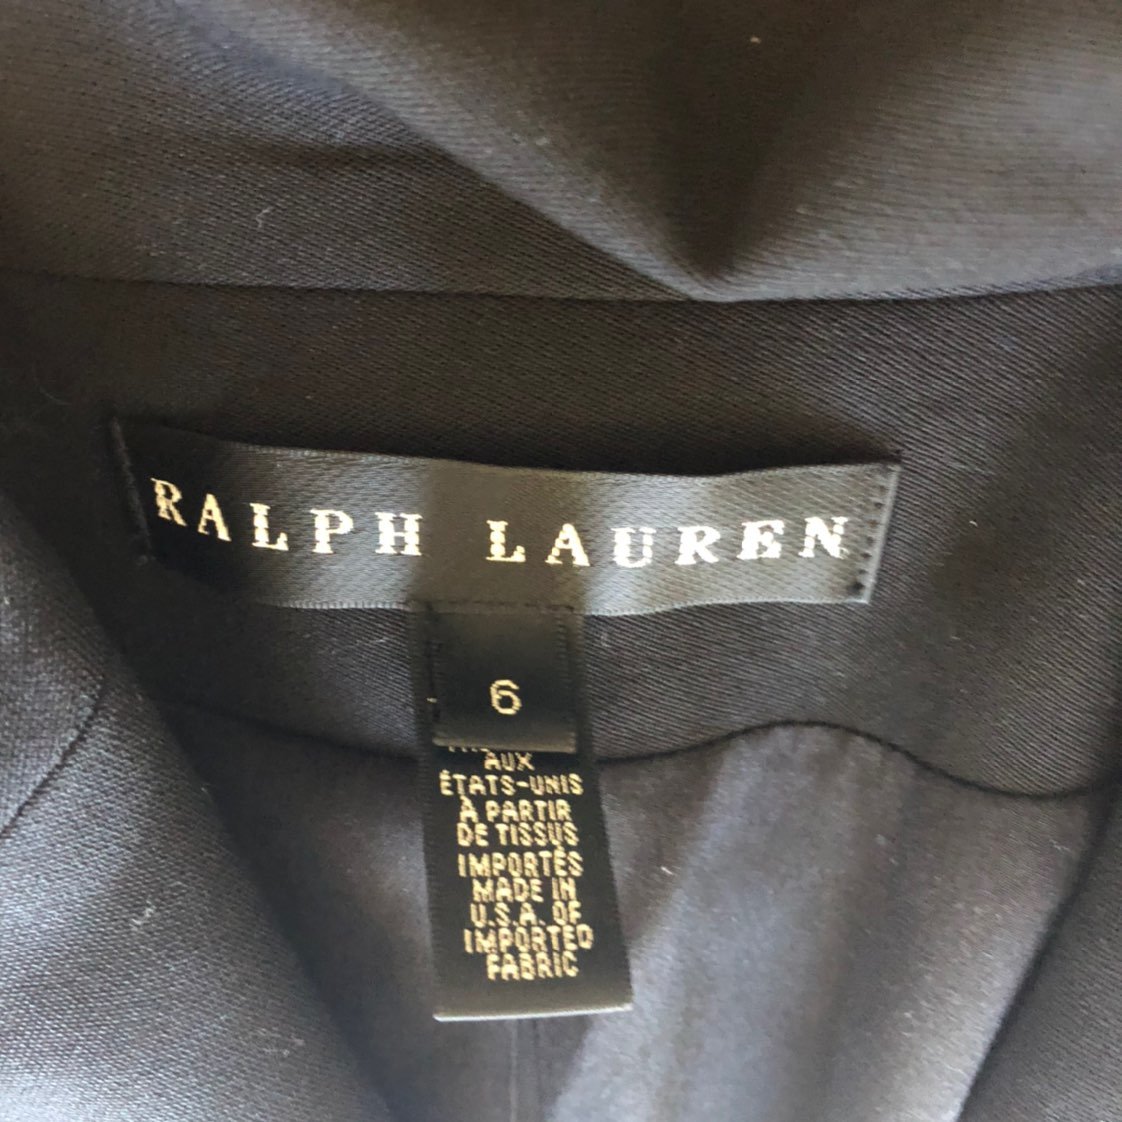 RALPH LAUREN
6
AUX
ÉTATS-UNIS
À PARTIR
DE TISSUS
IMPORTÉS
MADE IN
U.S.A. OF
IMPORTED
FABRIC